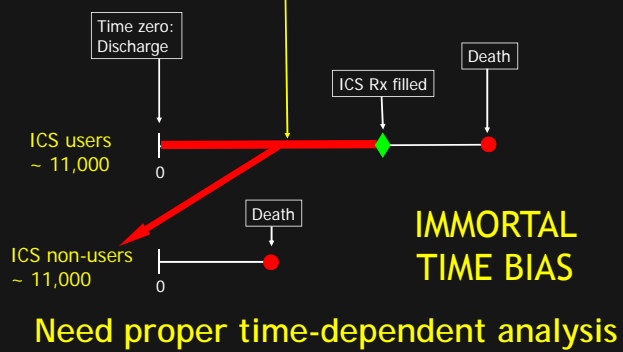 Time zero:
Discharge
Death
ICS Rx filled
ICS users
~ 11,000
0
Death
ICS non-users
~ 11,000
0
IMMORTAL
TIME BIAS
Need proper time-dependent analysis